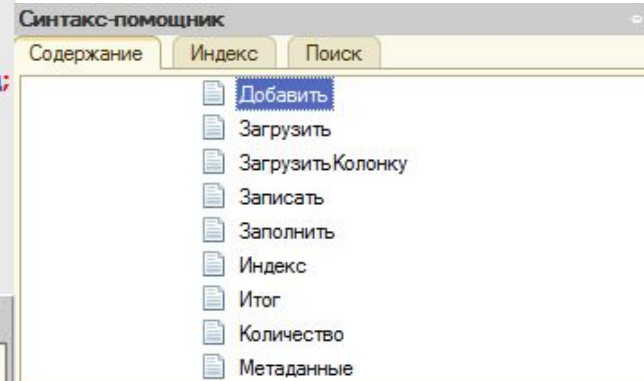 Синтакс-помощник
Содержание Индекс Поиск
;
Добавить
Загрузить
ЗагрузитьКолонку
Записать
Заполнить
Индекс
Итог
Количество
Метаданные